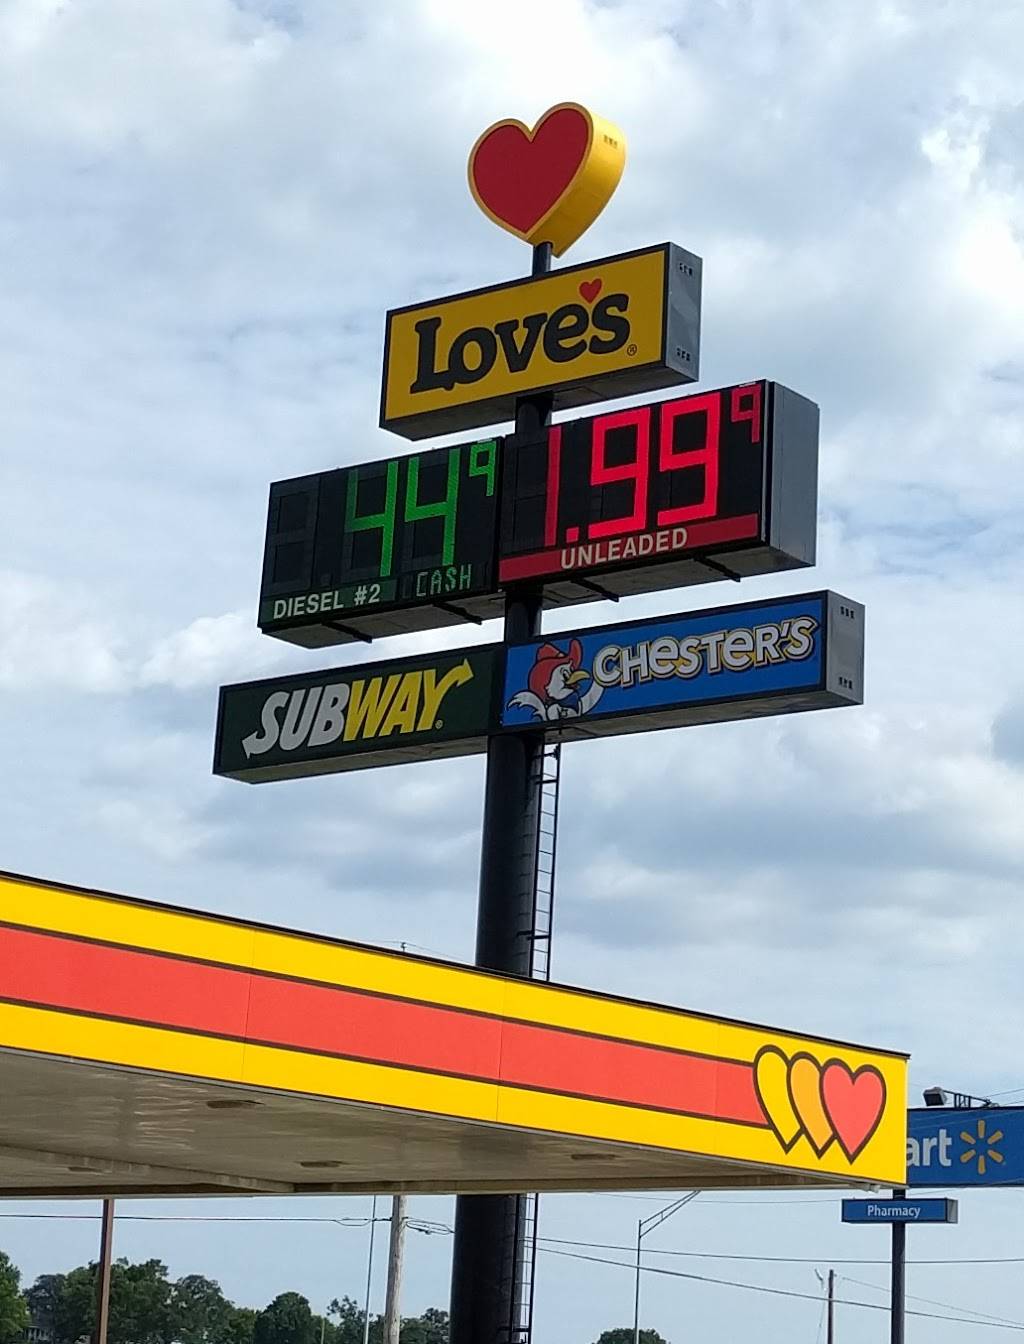 Love's®
449
1.999
DIESEL #2 CASH
UNLEADED
SUBWAY®
CHESTER'S
art
Pharmacy